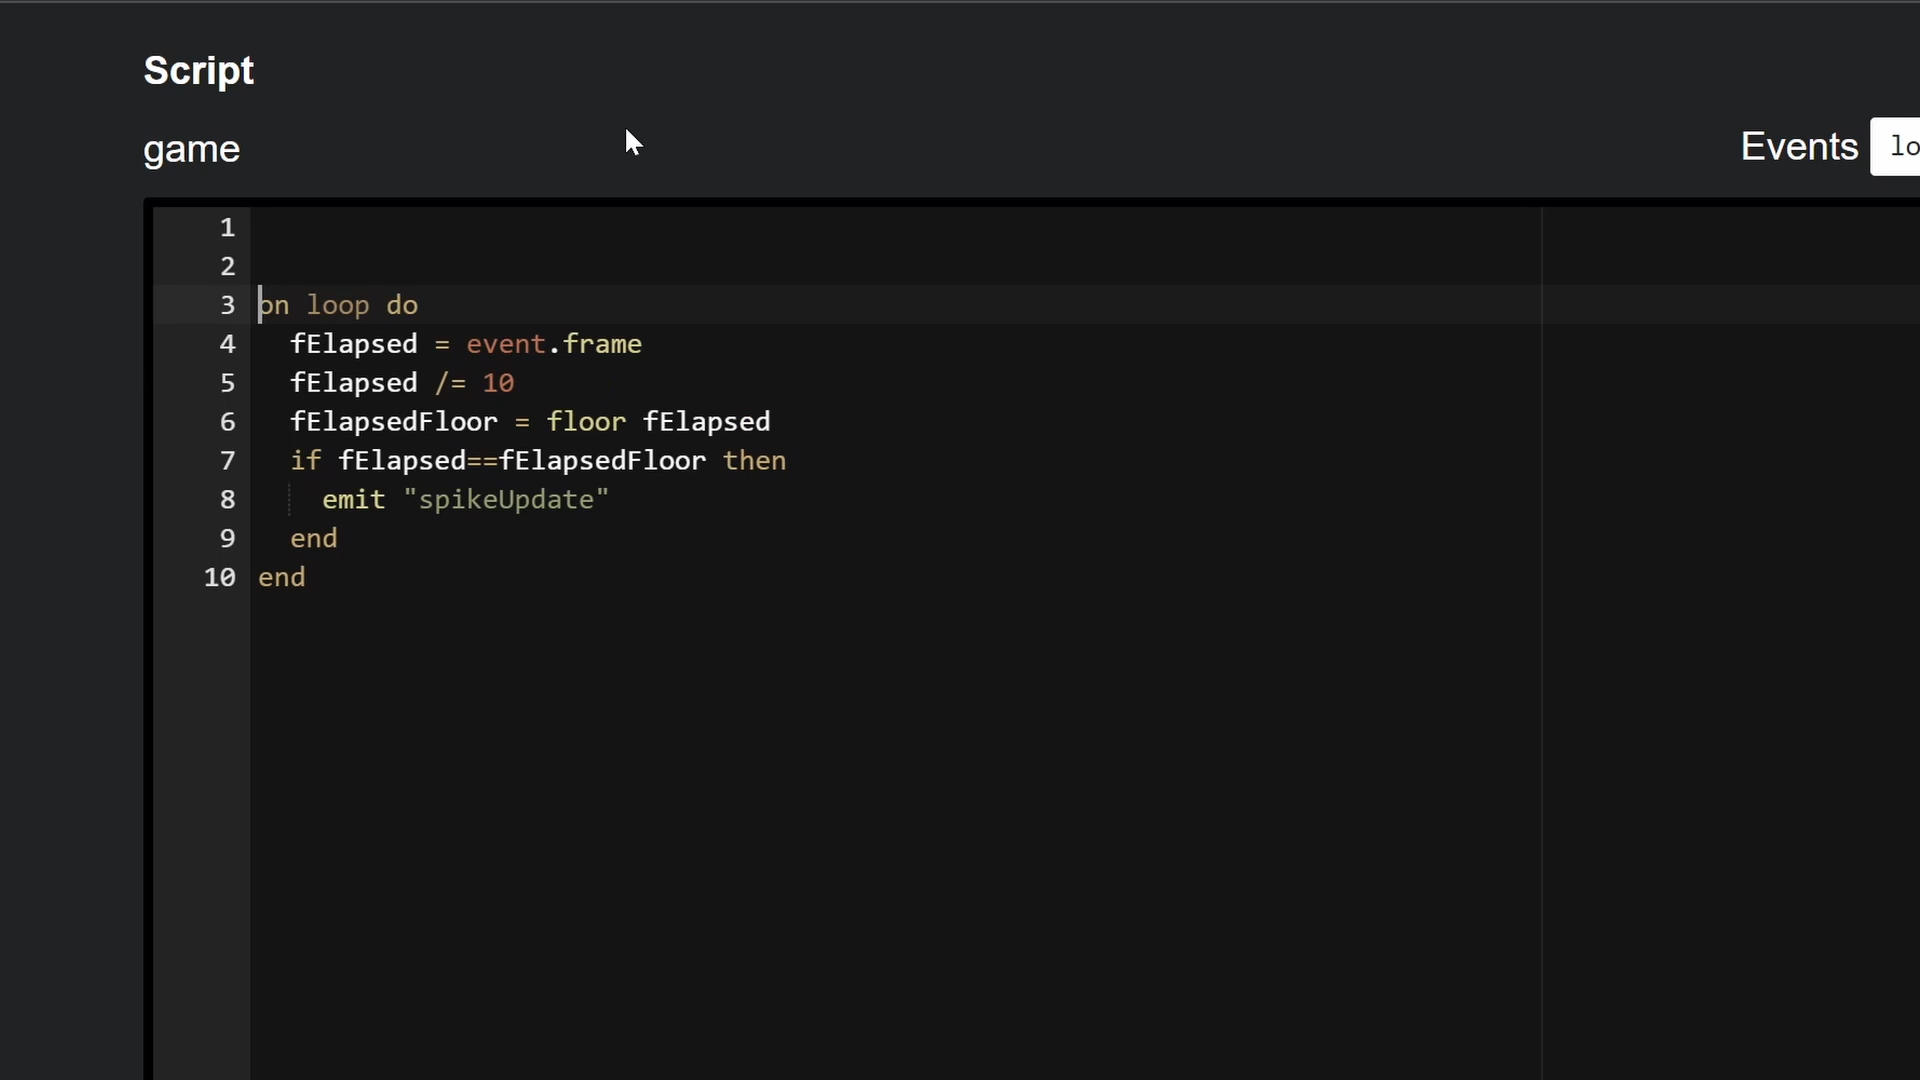 Script
game
Events lo
1
2
3 on loop do
4 fElapsed = event.frame
5 fElapsed /= 10
6 fElapsedFloor = floor fElapsed
7 if fElapsed==fElapsedFloor then
8 emit "spikeUpdate"
9 end
10 end